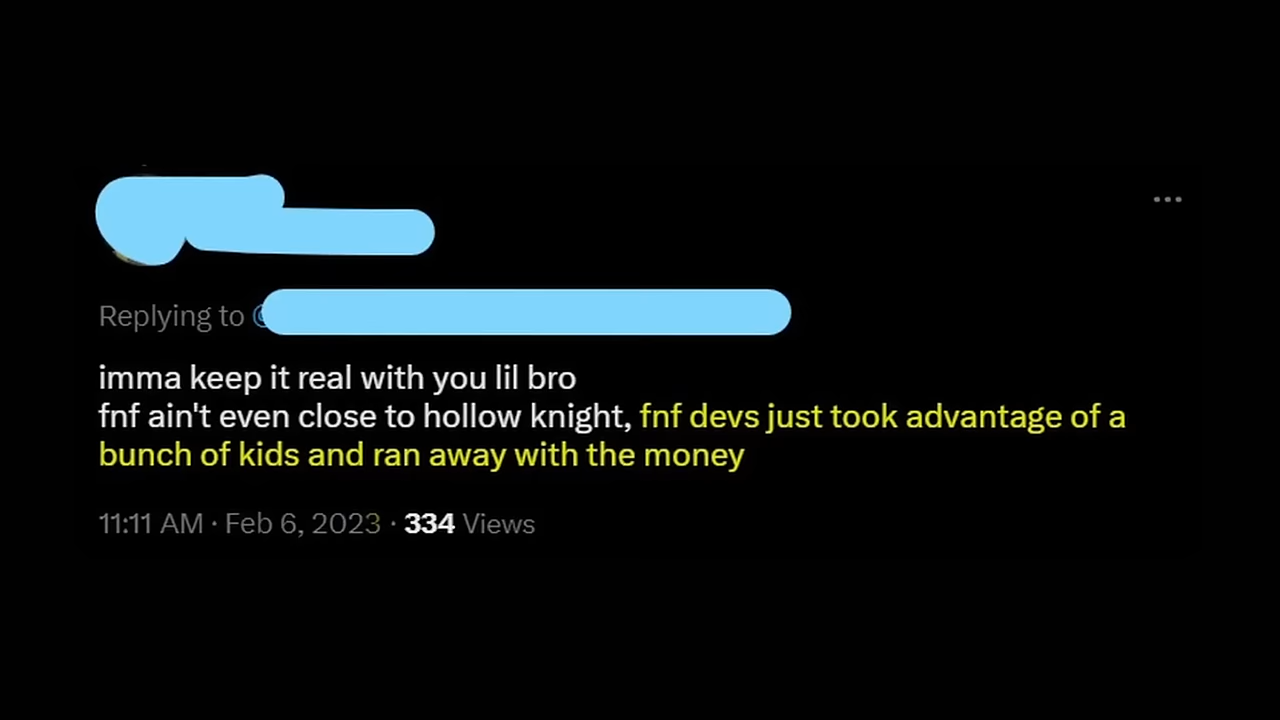 Replying to @
imma keep it real with you lil bro
fnf ain't even close to hollow knight, fnf devs just took advantage of a
bunch of kids and ran away with the money
11:11 AM · Feb 6, 2023 · 334 Views